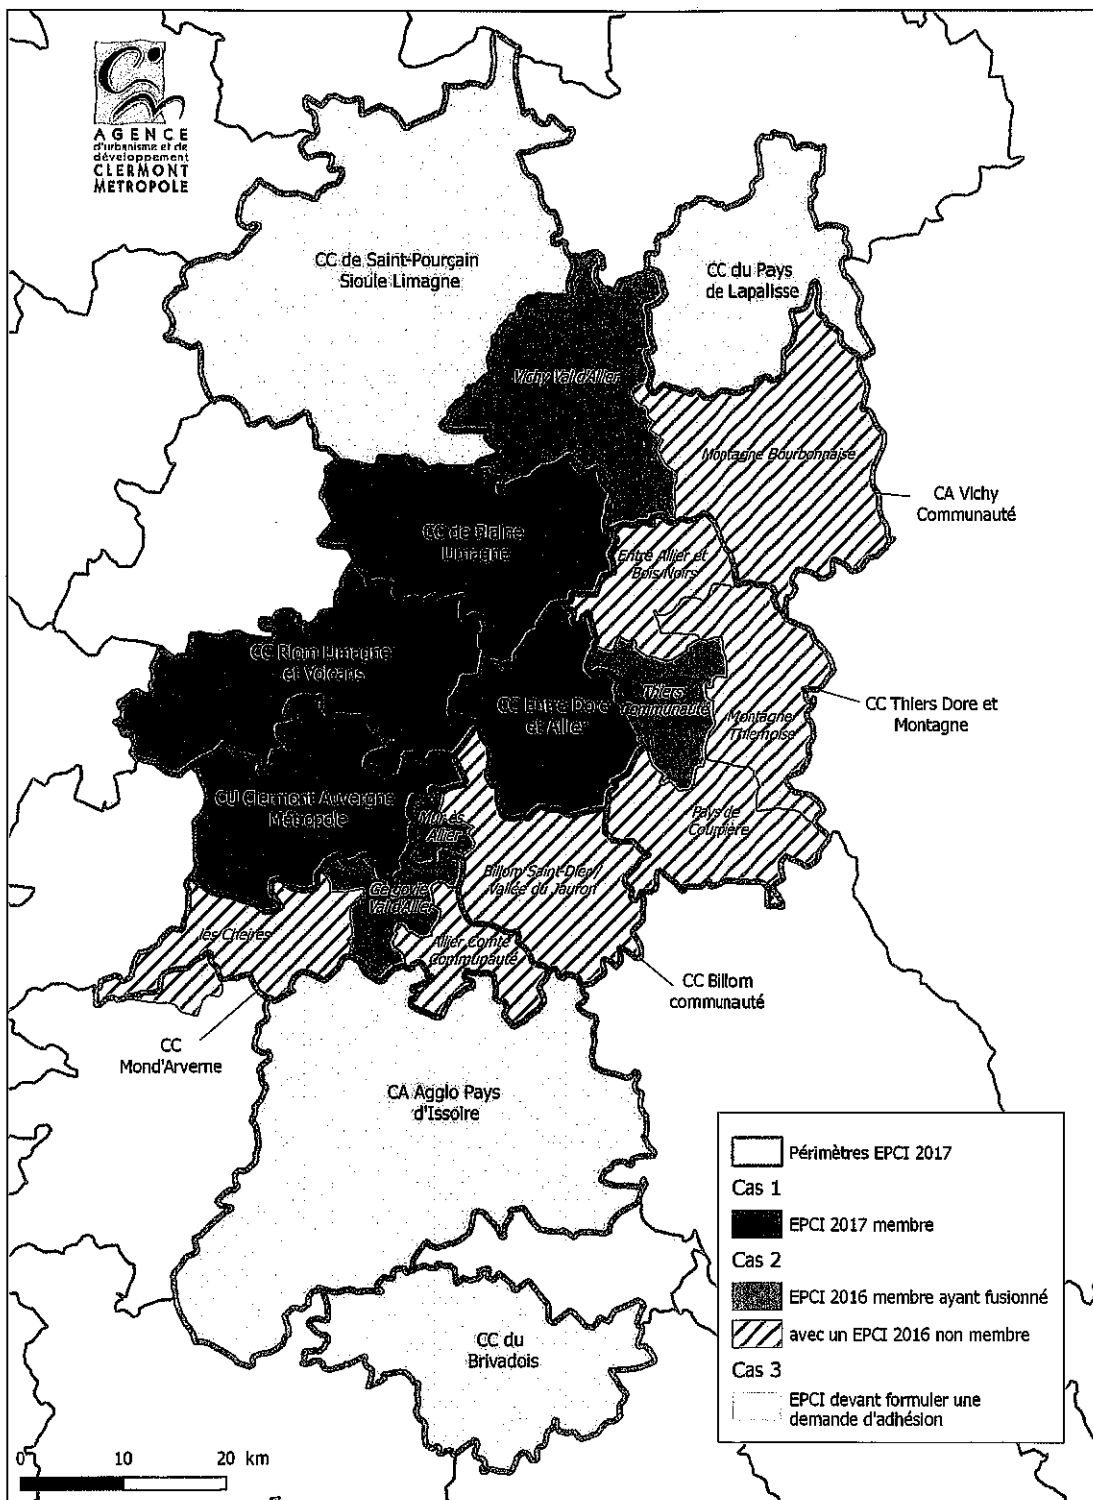 AGENCE
d'urbanisme et de
développement
CLERMONT
METROPOLE
CC de Saint-Pourçain
Sioule Limagne
CC du Pays
de Lapalisse
Vichy Val d'Allier
Montagne Bourbonnaise
CA Vichy
Communauté
CC de Plaine
Limagne
Entre Allier et
Bois Noirs
CC Riom Limagne
et Volcans
CC Entre Dore
et Allier
Thiers
Communauté
CC Thiers Dore et
Montagne
Montagne
Thiernoise
CU Clermont Auvergne
Métropole
Mur es
Allier
Pays de
Courpière
Billom Saint-Dier /
Vallée du Jauron
Gergovie
Val d'Allier
les Cheires
Allier Comté
Communauté
CC Billom
communauté
CC
Mond'Arverne
CA Agglo Pays
d'Issoire
CC du
Brivadois
Périmètres EPCI 2017
Cas 1
EPCI 2017 membre
Cas 2
EPCI 2016 membre ayant fusionné
avec un EPCI 2016 non membre
Cas 3
EPCI devant formuler une
demande d'adhésion
0 10 20 km